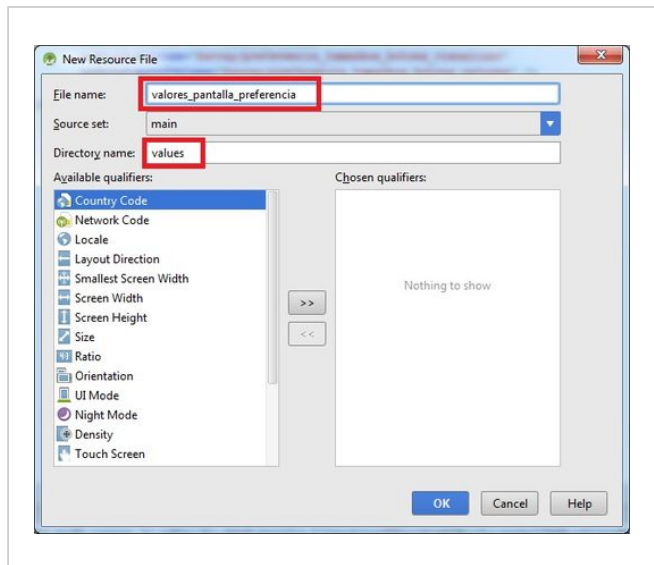 New Resource File
File name: valores_pantalla_preferencia
Source set: main
Directory name: values
Available qualifiers: Chosen qualifiers:
Country Code
Network Code
Locale
Layout Direction
Smallest Screen Width
Screen Width
Screen Height
Size
Ratio
Orientation
UI Mode
Night Mode
Density
Touch Screen
>>
<<
Nothing to show
OK Cancel Help